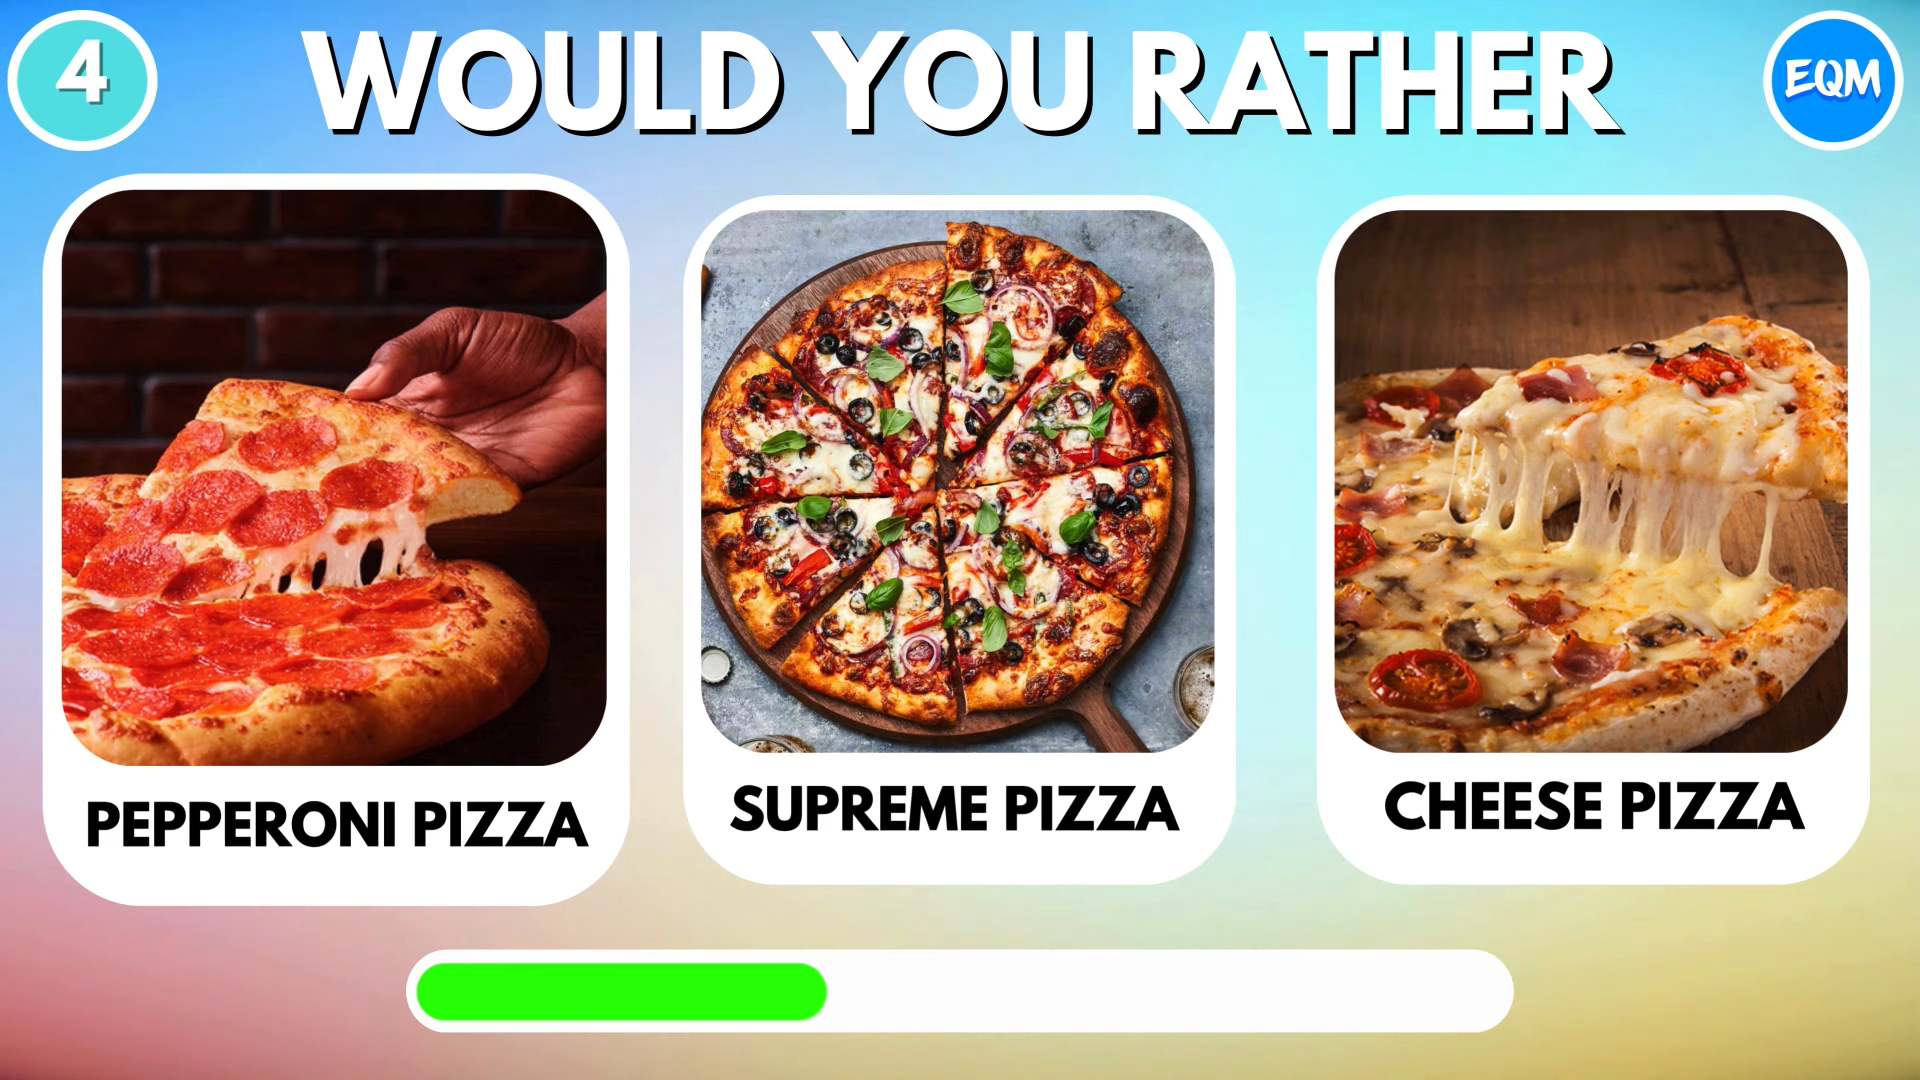 4
WOULD YOU RATHER
EQM
PEPPERONI PIZZA
SUPREME PIZZA
CHEESE PIZZA